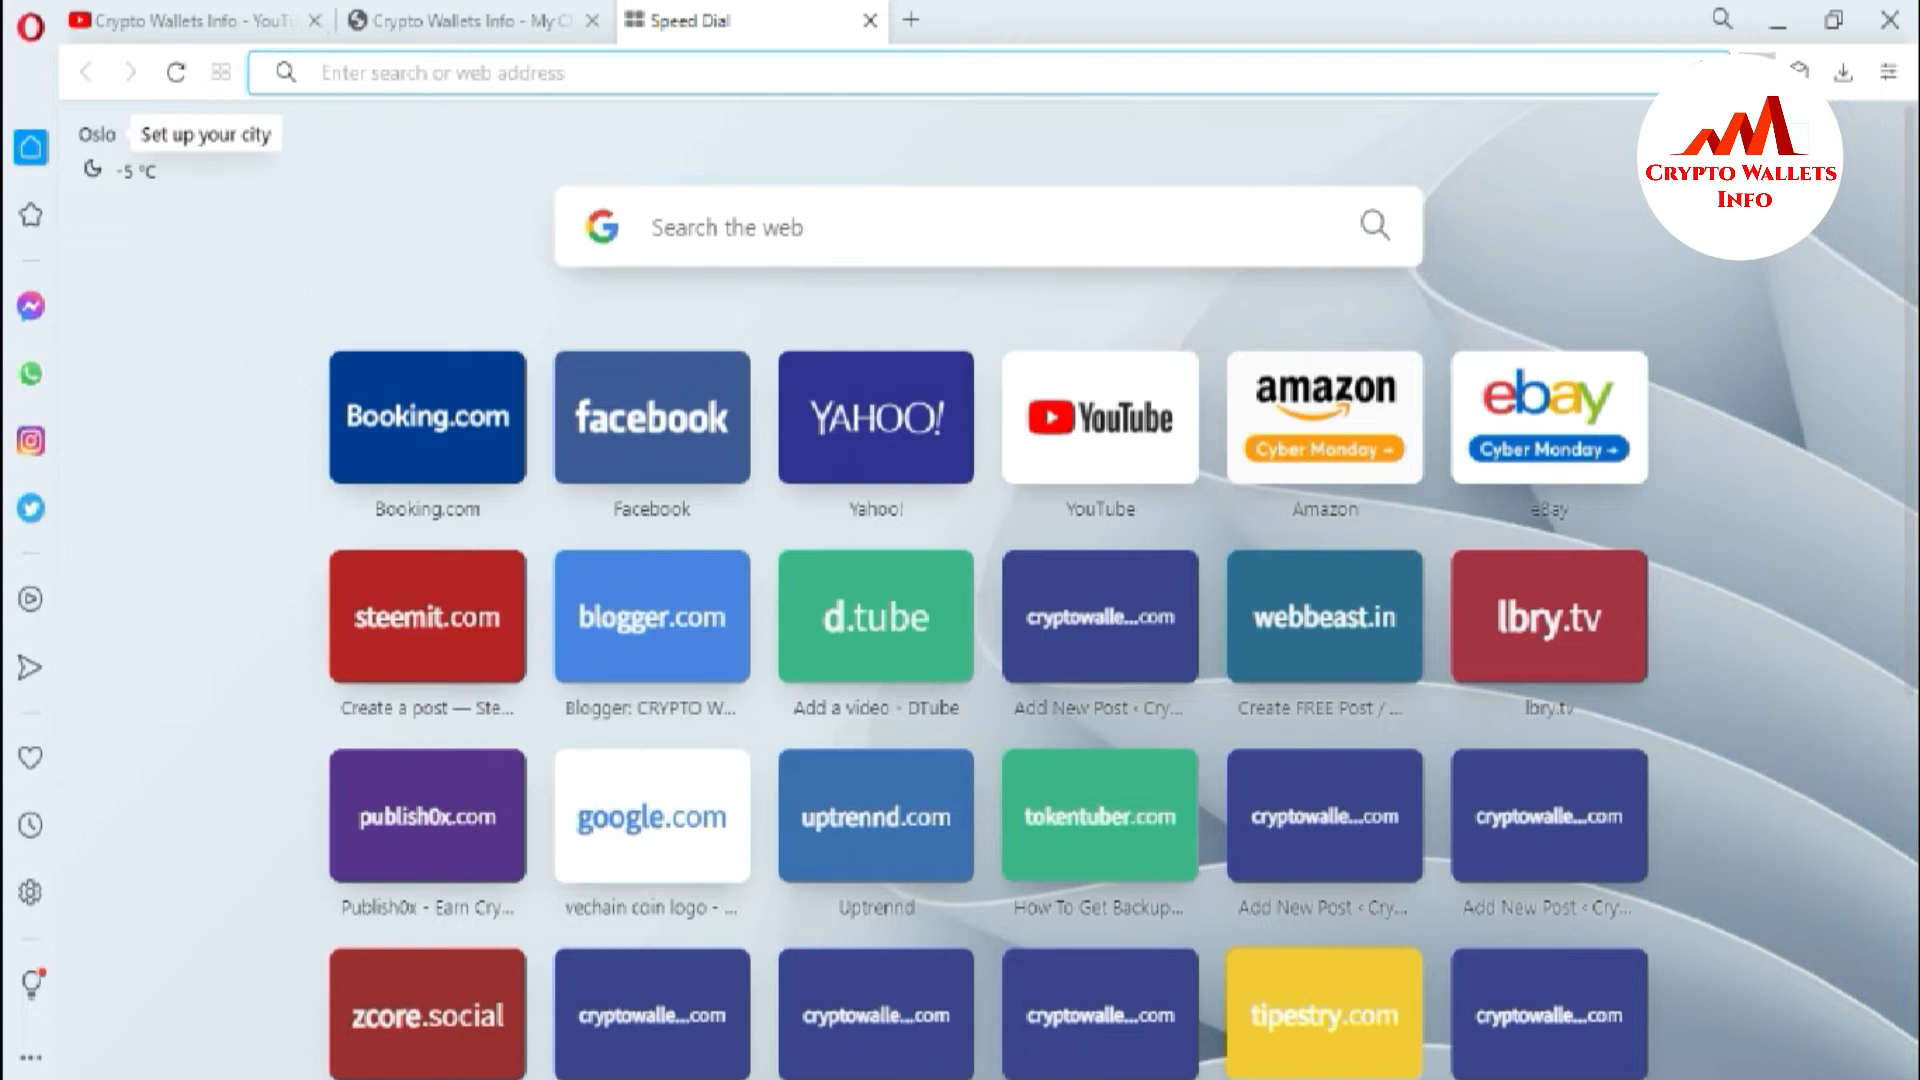 Crypto Wallets Info - YouTu
Crypto Wallets Info - My C
Speed Dial
Enter search or web address
Oslo
Set up your city
-5 °C
CRYPTO WALLETS
INFO
Search the web
Booking.com
facebook
YAHOO!
YouTube
amazon
Cyber Monday →
ebay
Cyber Monday →
Booking.com
Facebook
Yahoo!
YouTube
Amazon
eBay
steemit.com
blogger.com
d.tube
cryptowalle...com
webbeast.in
lbry.tv
Create a post — Ste...
Blogger: CRYPTO W...
Add a video - DTube
Add New Post ‹ Cry...
Create FREE Post / ...
lbry.tv
publish0x.com
google.com
uptrennd.com
tokentuber.com
cryptowalle...com
cryptowalle...com
Publish0x - Earn Cry...
vechain coin logo - ...
Uptrennd
How To Get Backup...
Add New Post ‹ Cry...
Add New Post ‹ Cry...
zcore.social
cryptowalle...com
cryptowalle...com
cryptowalle...com
tipestry.com
cryptowalle...com